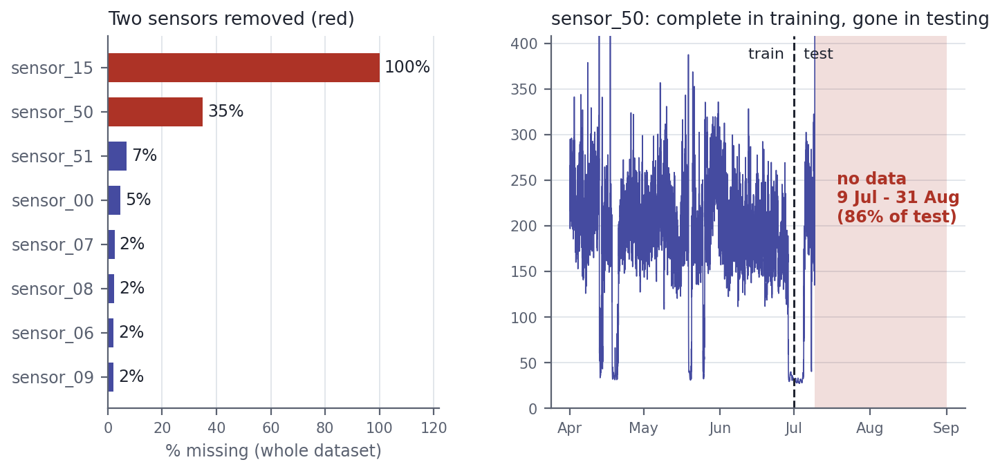 Two sensors removed (red)
sensor_15
100%
sensor_50
35%
sensor_51
7%
sensor_00
5%
sensor_07
2%
sensor_08
2%
sensor_06
2%
sensor_09
2%
0 20 40 60 80 100 120
% missing (whole dataset)
sensor_50: complete in training, gone in testing
400
350
300
250
200
150
100
50
0
train
test
no data
9 Jul - 31 Aug
(86% of test)
Apr May Jun Jul Aug Sep